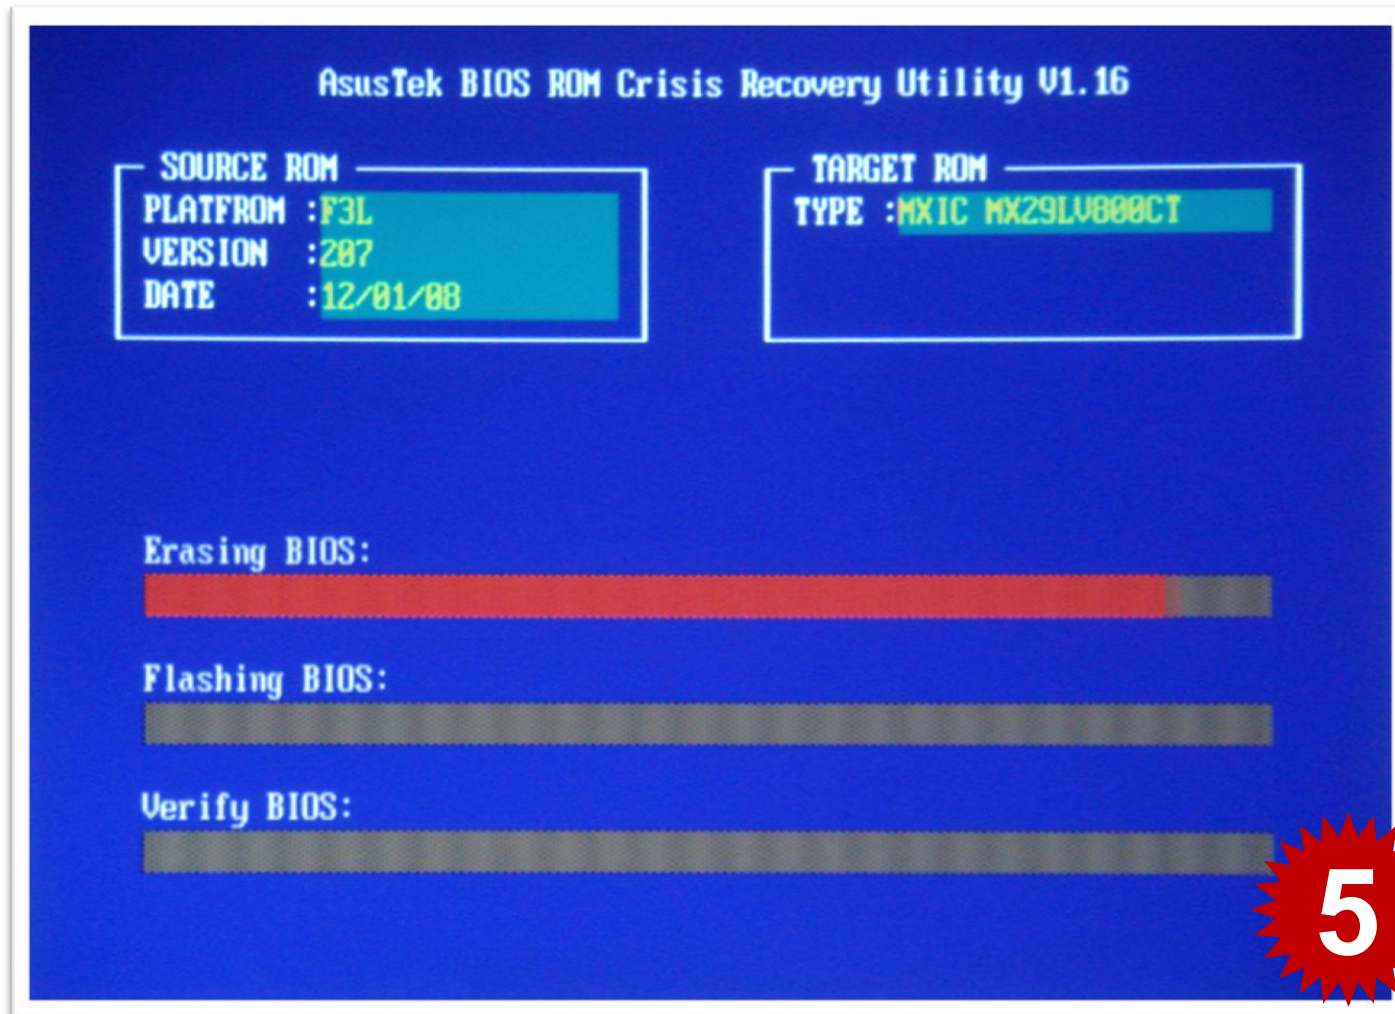 AsusTek BIOS ROM Crisis Recovery Utility V1.16
SOURCE ROM
PLATFROM :F3L
VERSION :207
DATE :12/01/08
TARGET ROM
TYPE :MXIC MX29LV800CT
Erasing BIOS:
Flashing BIOS:
Verify BIOS:
5